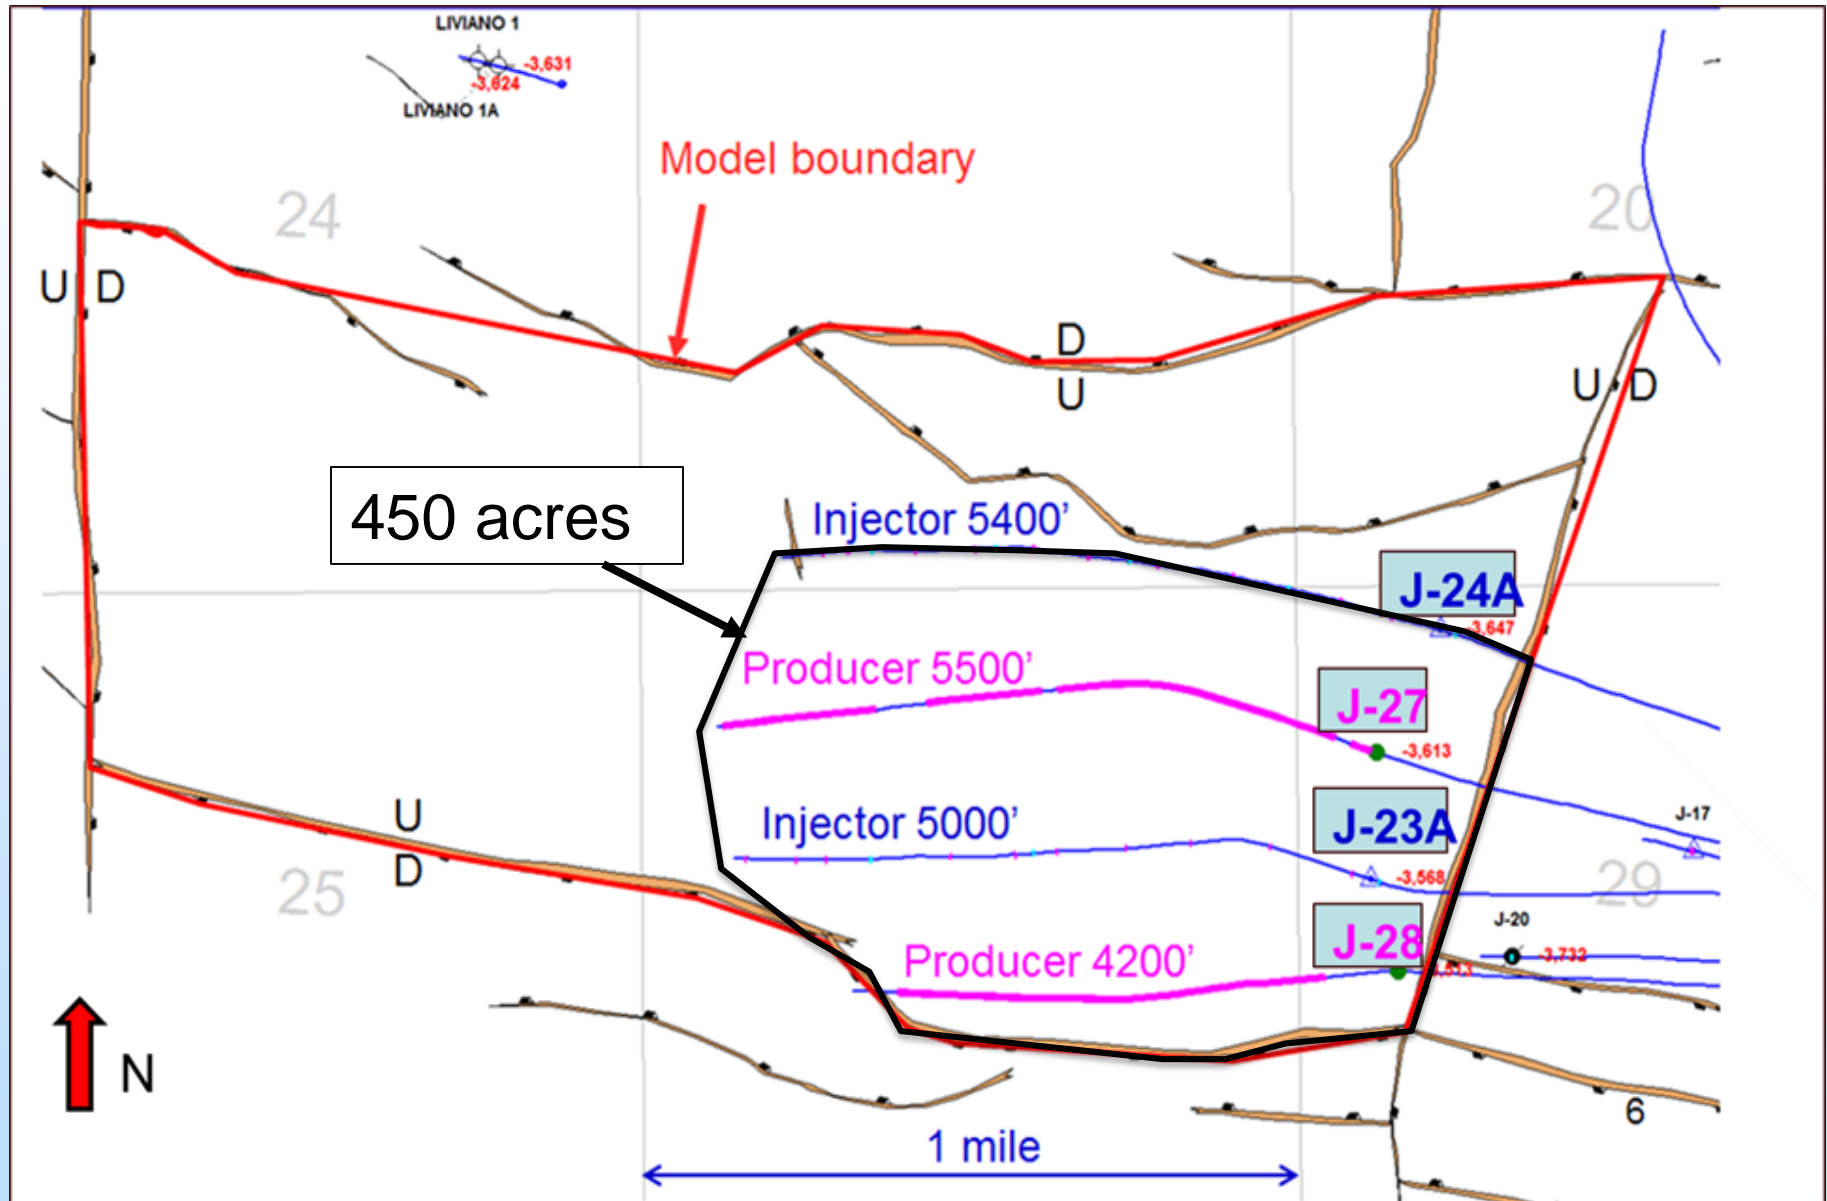 LIVIANO 1
-3,631
-3,624
LIVIANO 1A
Model boundary
24
20
U D
D
U
U D
450 acres
Injector 5400’
J-24A
-3,647
Producer 5500’
J-27
-3,613
Injector 5000’
J-23A
J-17
U
D
-3,568
25
29
J-20
J-28
Producer 4200’
-3,732
N
6
1 mile